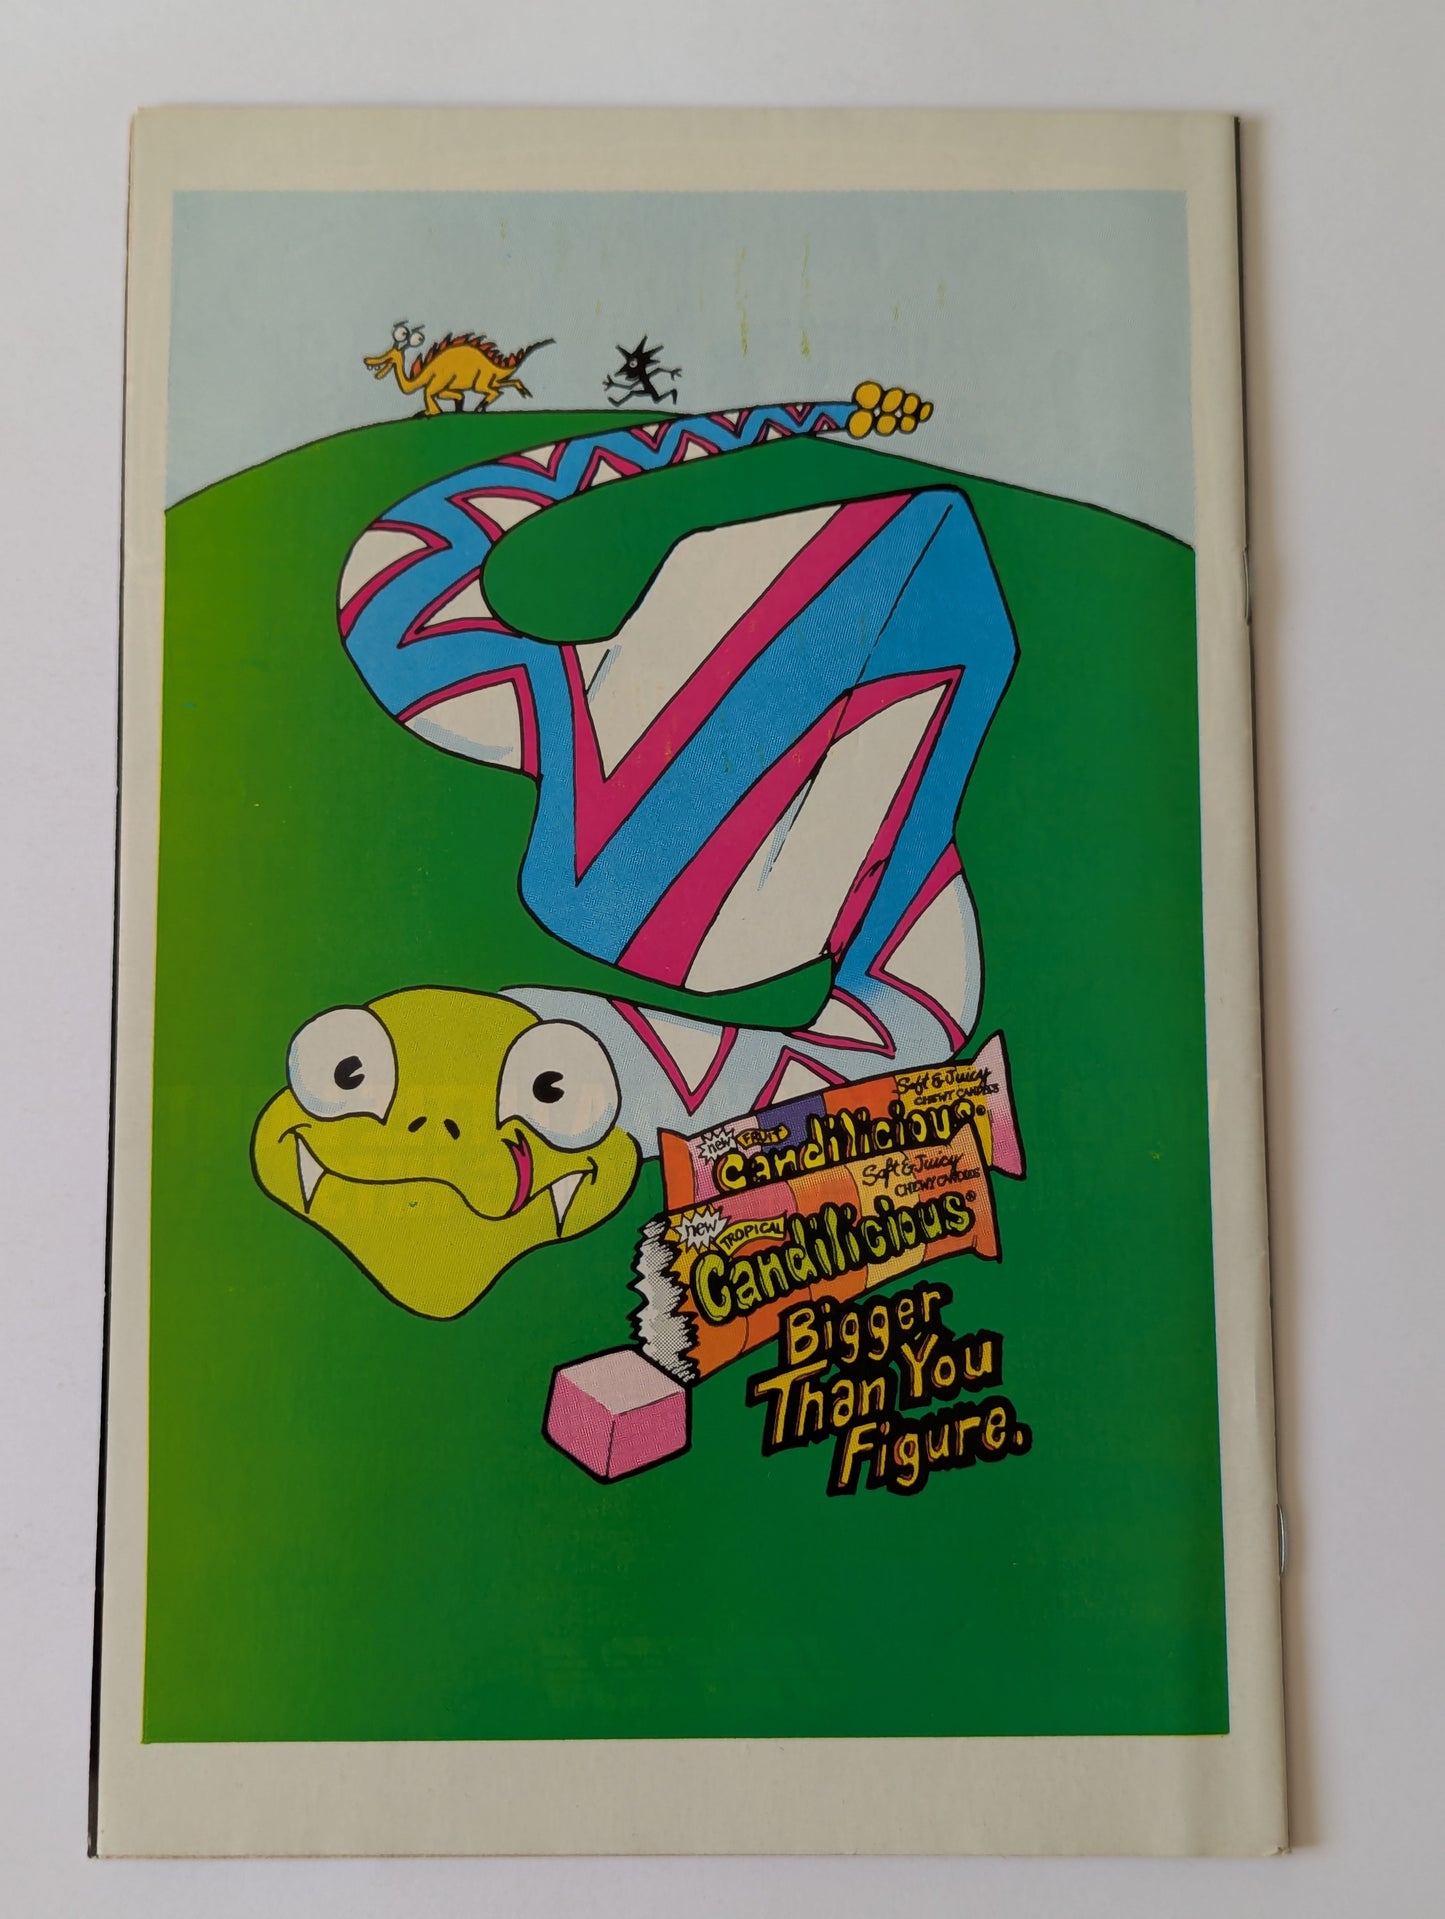 Soft & Juicy
CHEWY CANDIES
new FRUIT
Candilicious®
Soft & Juicy
CHEWY CANDIES
new TROPICAL
Candilicious®
Bigger
Than You
Figure.